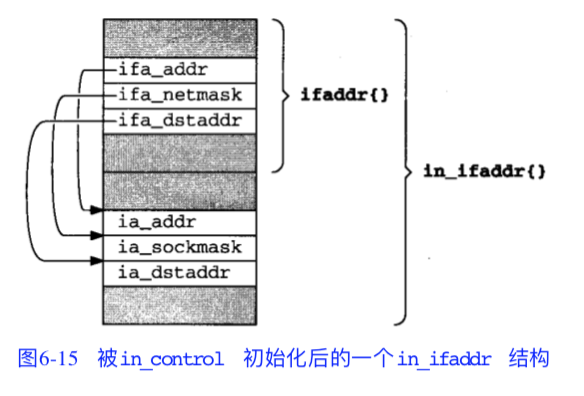 ifa_addr
ifa_netmask
ifa_dstaddr
ifaddr{}
in_ifaddr{}
ia_addr
ia_sockmask
ia_dstaddr
图6-15 被in_control 初始化后的一个in_ifaddr 结构